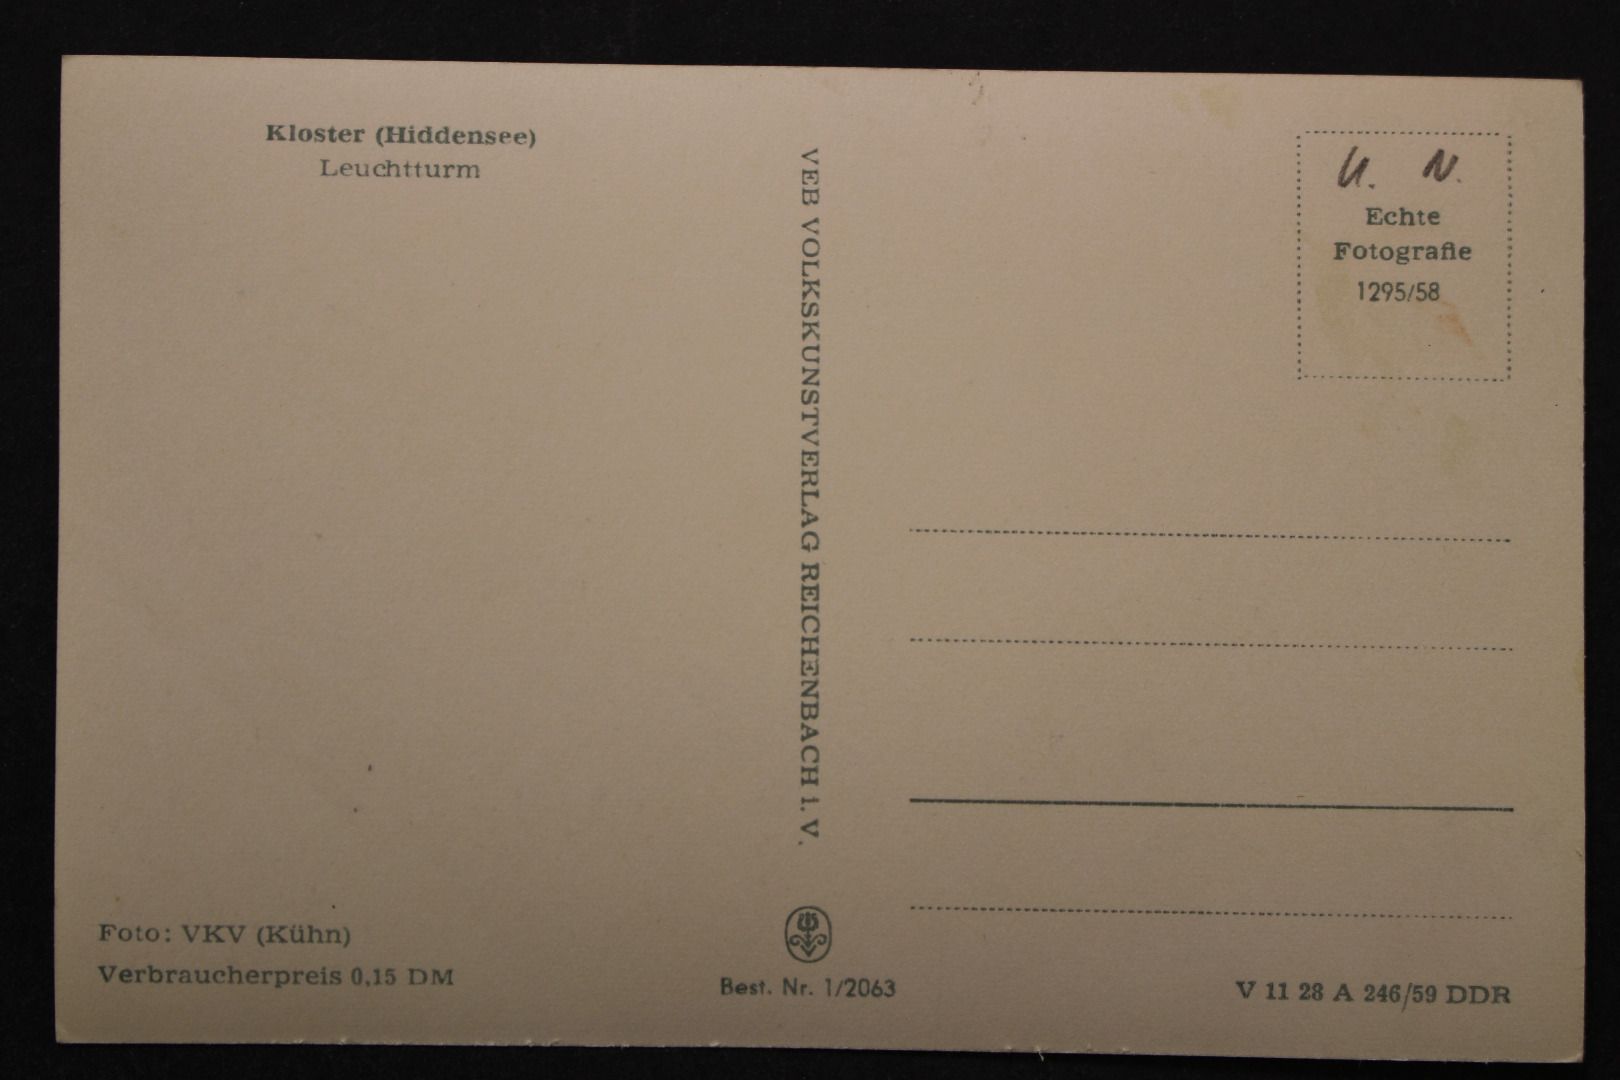 Kloster (Hiddensee)
Leuchtturm
VEB VOLKSKUNSTVERLAG REICHENBACH i. V.
Echte
Fotografie
1295/58
Foto: VKV (Kühn)
Verbraucherpreis 0,15 DM
Best. Nr. 1/2063
V 11 28 A 246/59 DDR